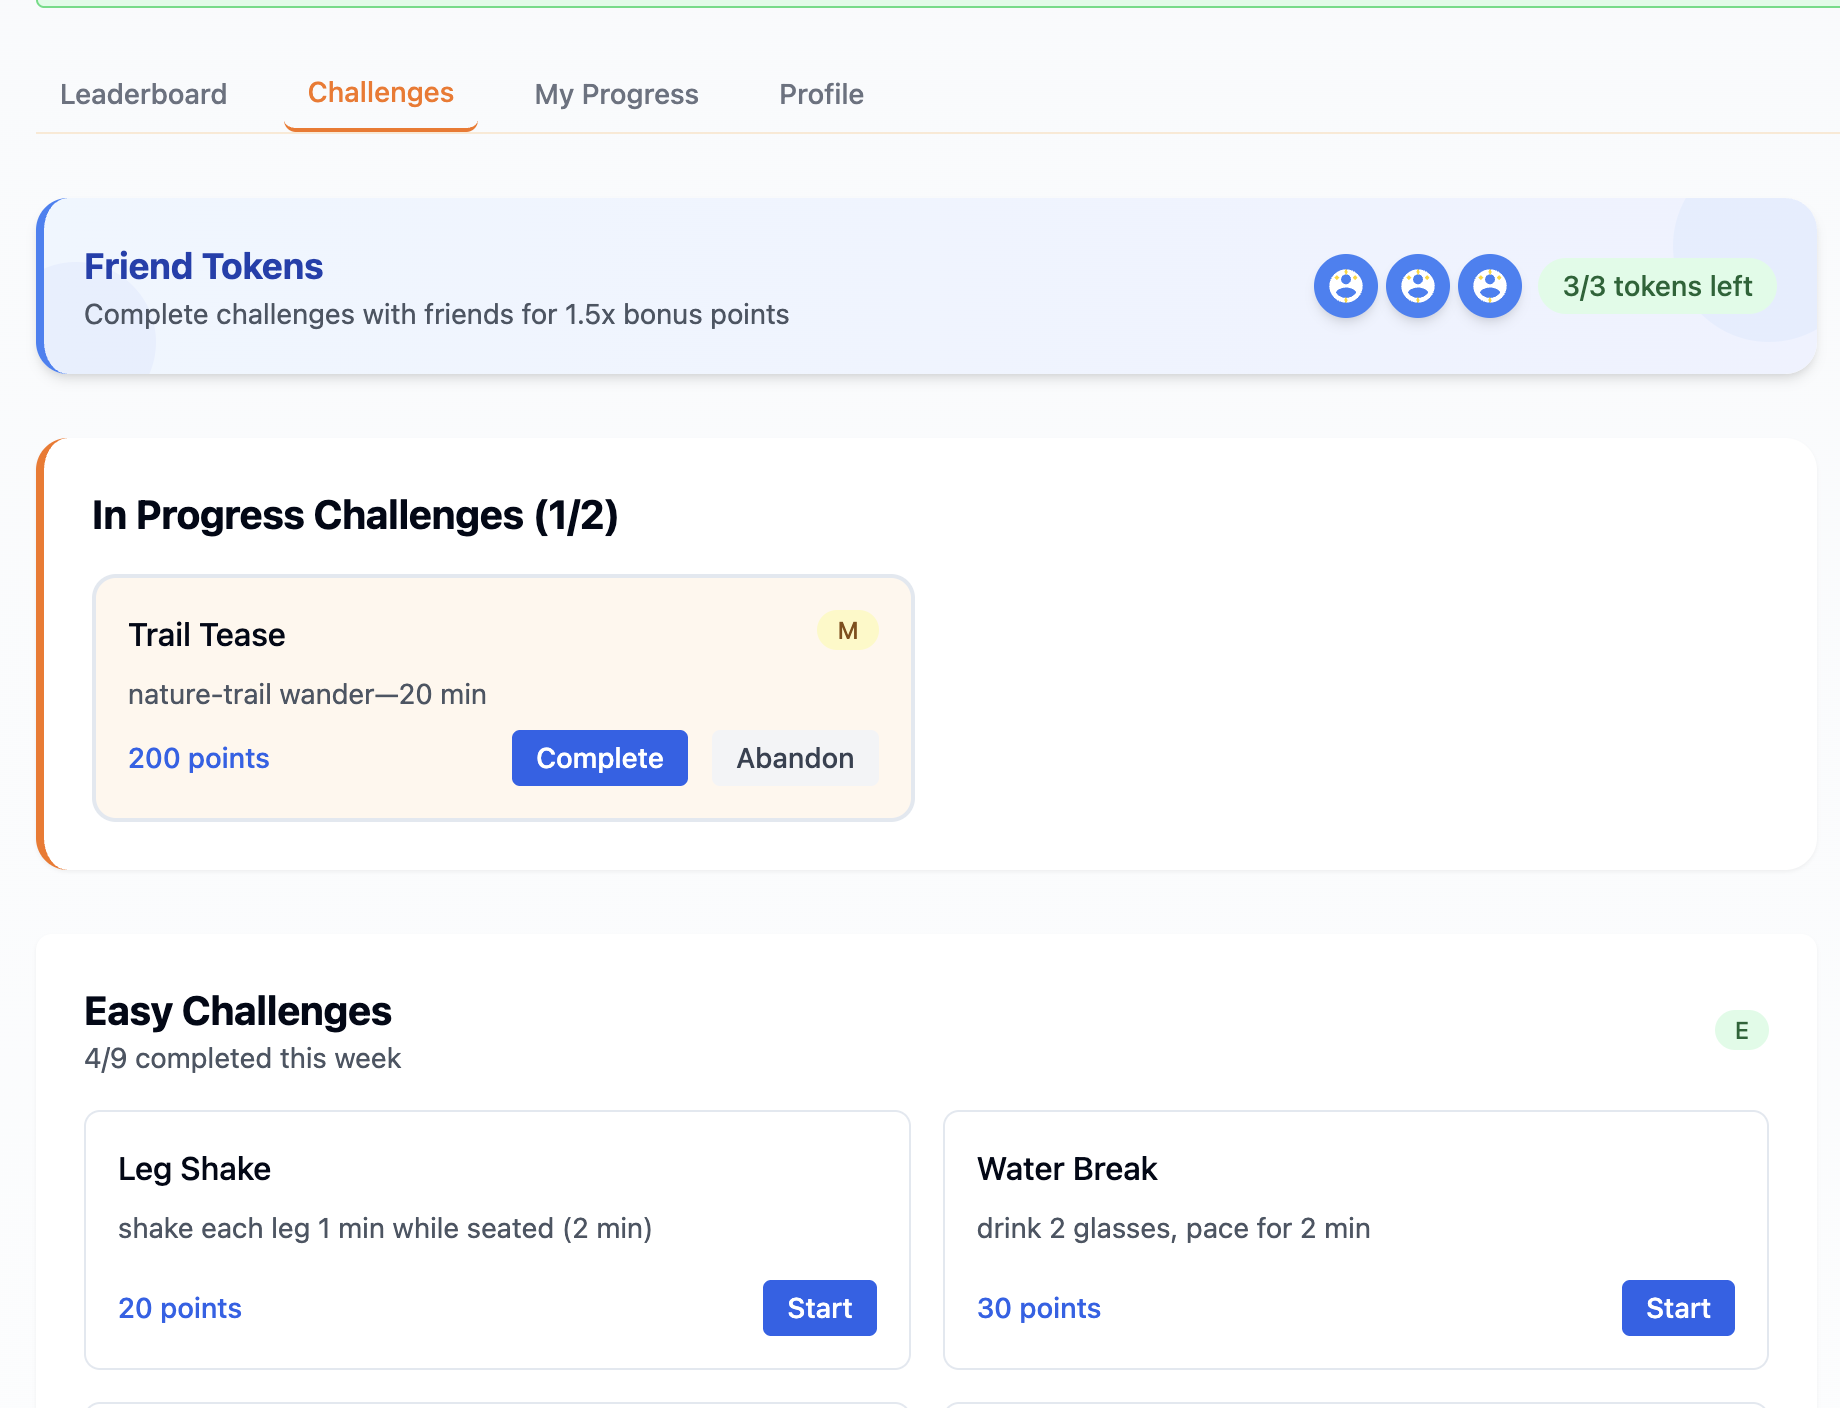 Leaderboard
Challenges
My Progress
Profile
Friend Tokens
Complete challenges with friends for 1.5x bonus points
3/3 tokens left
In Progress Challenges (1/2)
Trail Tease
M
nature-trail wander—20 min
200 points
Complete
Abandon
Easy Challenges
4/9 completed this week
E
Leg Shake
shake each leg 1 min while seated (2 min)
20 points
Start
Water Break
drink 2 glasses, pace for 2 min
30 points
Start